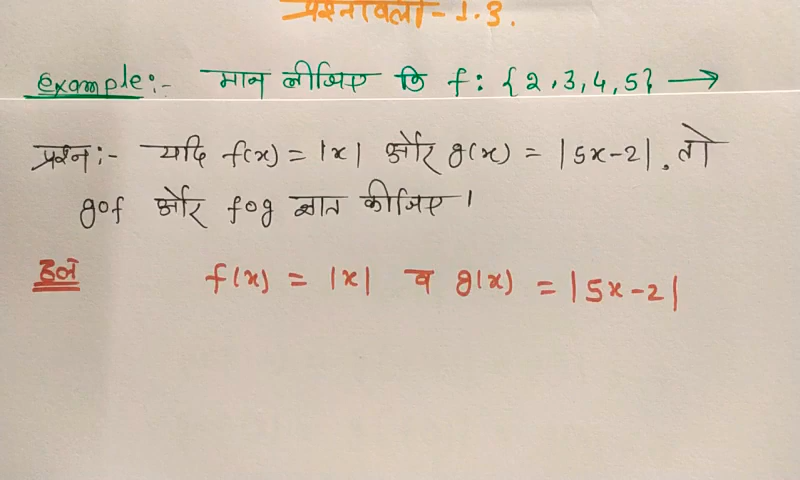 प्रश्नावली-1.3.
Example:- मान लीजिए कि f: {2,3,4,5} →
प्रश्न:- यदि f(x) = |x| और g(x) = |5x-2|, तो
gof और fog ज्ञात कीजिए।
हल f(x) = |x| व g(x) = |5x-2|